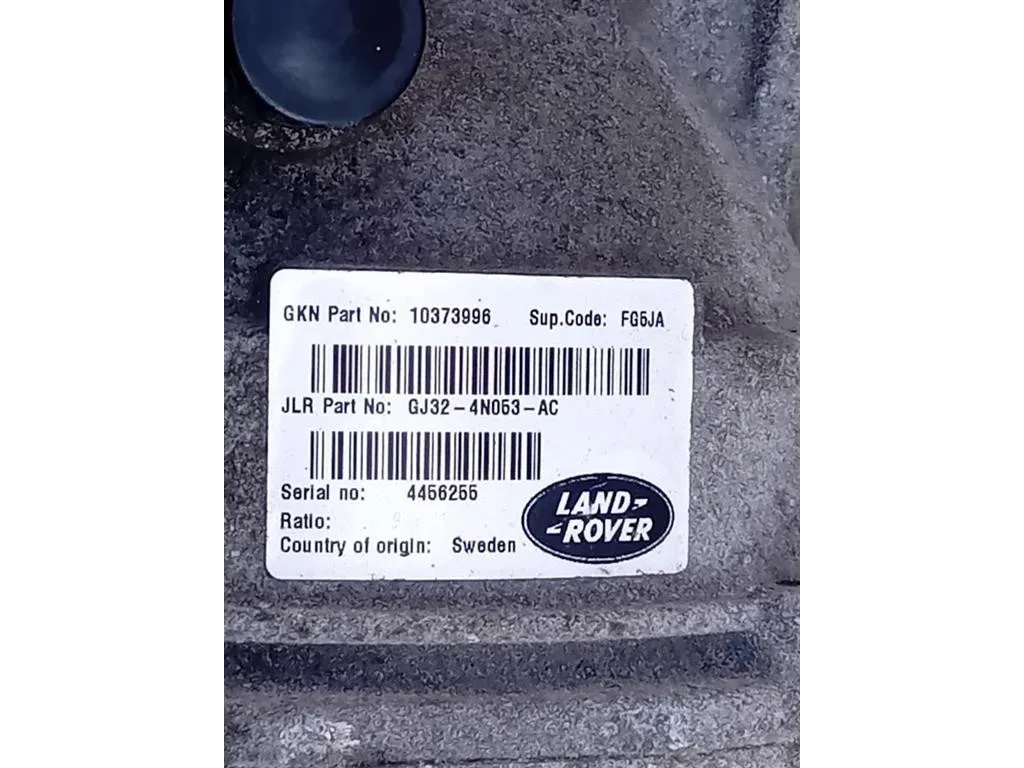 GKN Part No: 10373996 Sup.Code: FG5JA
JLR Part No: GJ32-4N053-AC
Serial no: 4456255
Ratio:
Country of origin: Sweden
LAND
ROVER